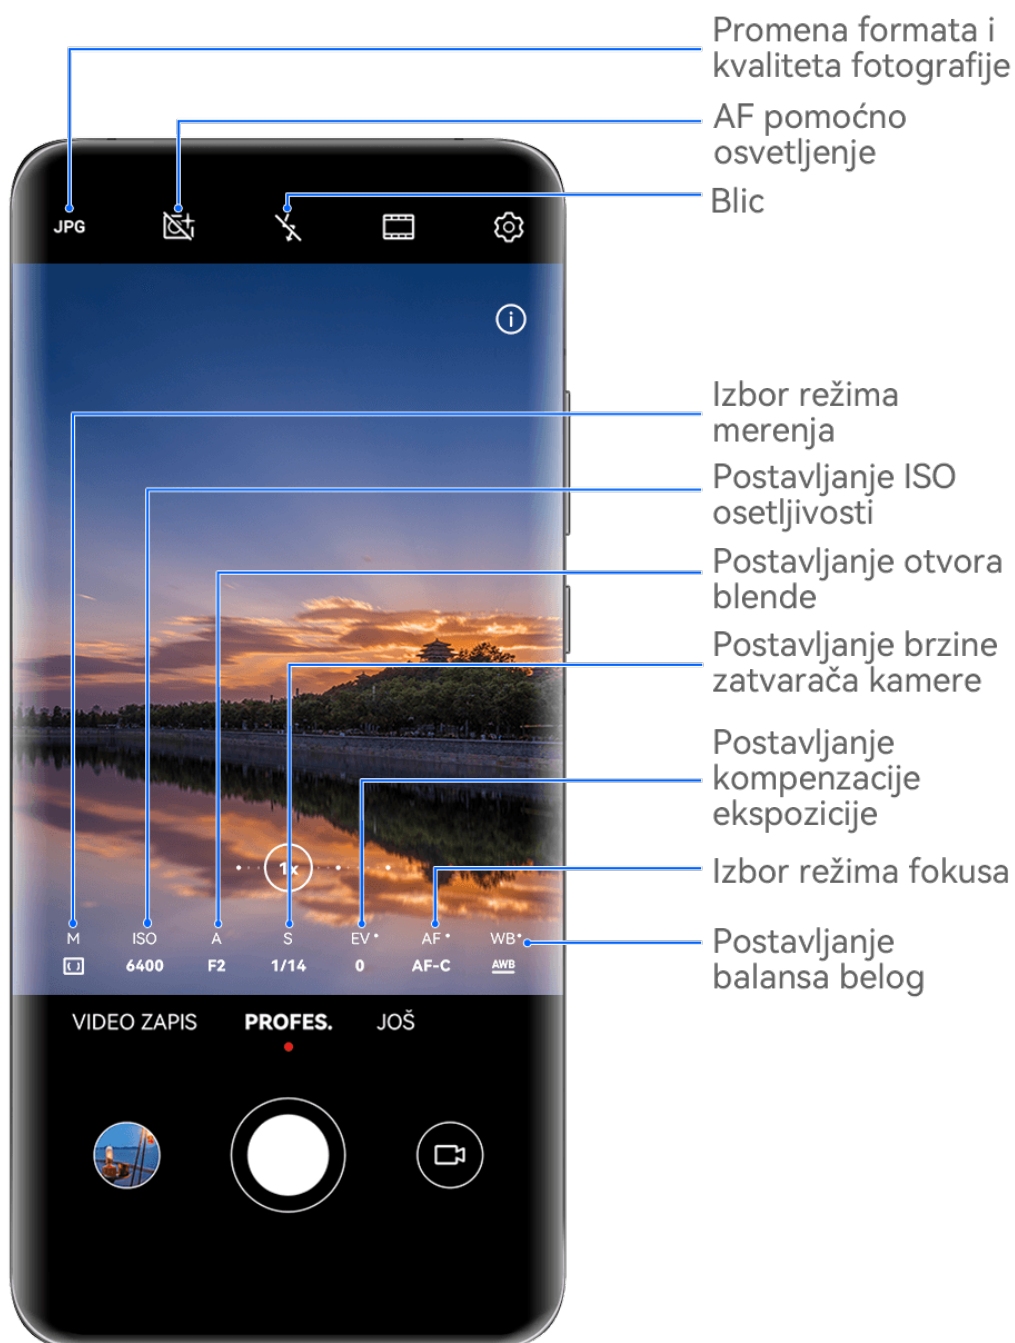 Promena formata i
kvaliteta fotografije
AF pomoćno
osvetljenje
Blic
JPG
Izbor režima
merenja
Postavljanje ISO
osetljivosti
Postavljanje otvora
blende
Postavljanje brzine
zatvarača kamere
Postavljanje
kompenzacije
ekspozicije
1x
Izbor režima fokusa
M ISO A S EV AF WB
6400 F2 1/14 0 AF-C AWB
Postavljanje
balansa belog
VIDEO ZAPIS PROFES. JOŠ